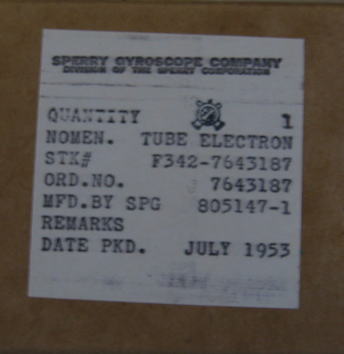 SPERRY GYROSCOPE COMPANY
DIVISION OF THE SPERRY CORPORATION
QUANTITY 1
NOMEN. TUBE ELECTRON
STK# F342-7643187
ORD.NO. 7643187
MFD.BY SPG 805147-1
REMARKS
DATE PKD. JULY 1953